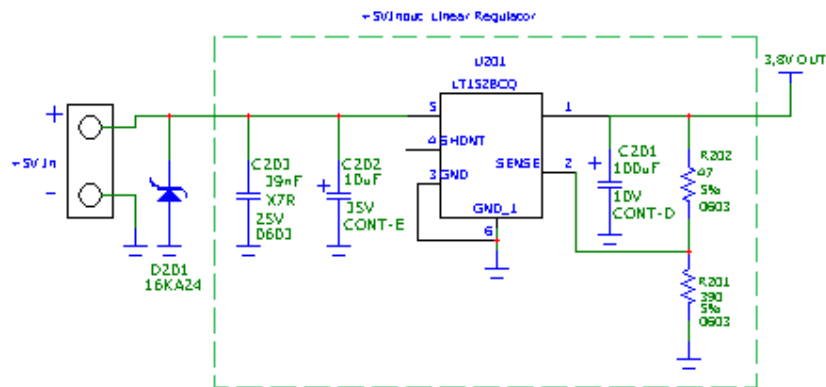 +5VInput Linear Regulator
U201
LT1528CQ
3,8V OUT
+
+5V In
-
D201
16KA24
C203
39nF
X7R
25V
0603
+
C202
10uF
35V
CONT-E
5
4
SHDNT
3
GND
GND_1
6
SENSE
1
2
+
C201
100uF
10V
CONT-D
R202
47
5%
0603
R201
390
5%
0603